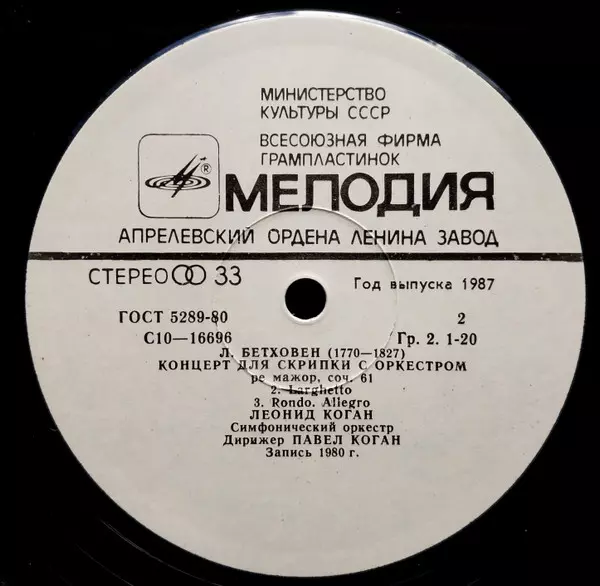 МИНИСТЕРСТВО
КУЛЬТУРЫ СССР
ВСЕСОЮЗНАЯ ФИРМА
ГРАМПЛАСТИНОК
®
МЕЛОДИЯ
АПРЕЛЕВСКИЙ ОРДЕНА ЛЕНИНА ЗАВОД
СТЕРЕО 33
Год выпуска 1987
ГОСТ 5289-80
2
С10—16696
Гр. 2. 1-20
Л. БЕТХОВЕН (1770—1827)
КОНЦЕРТ ДЛЯ СКРИПКИ С ОРКЕСТРОМ
ре мажор, соч. 61
2. Larghetto
3. Rondo. Allegro
ЛЕОНИД КОГАН
Симфонический оркестр
Дирижер ПАВЕЛ КОГАН
Запись 1980 г.